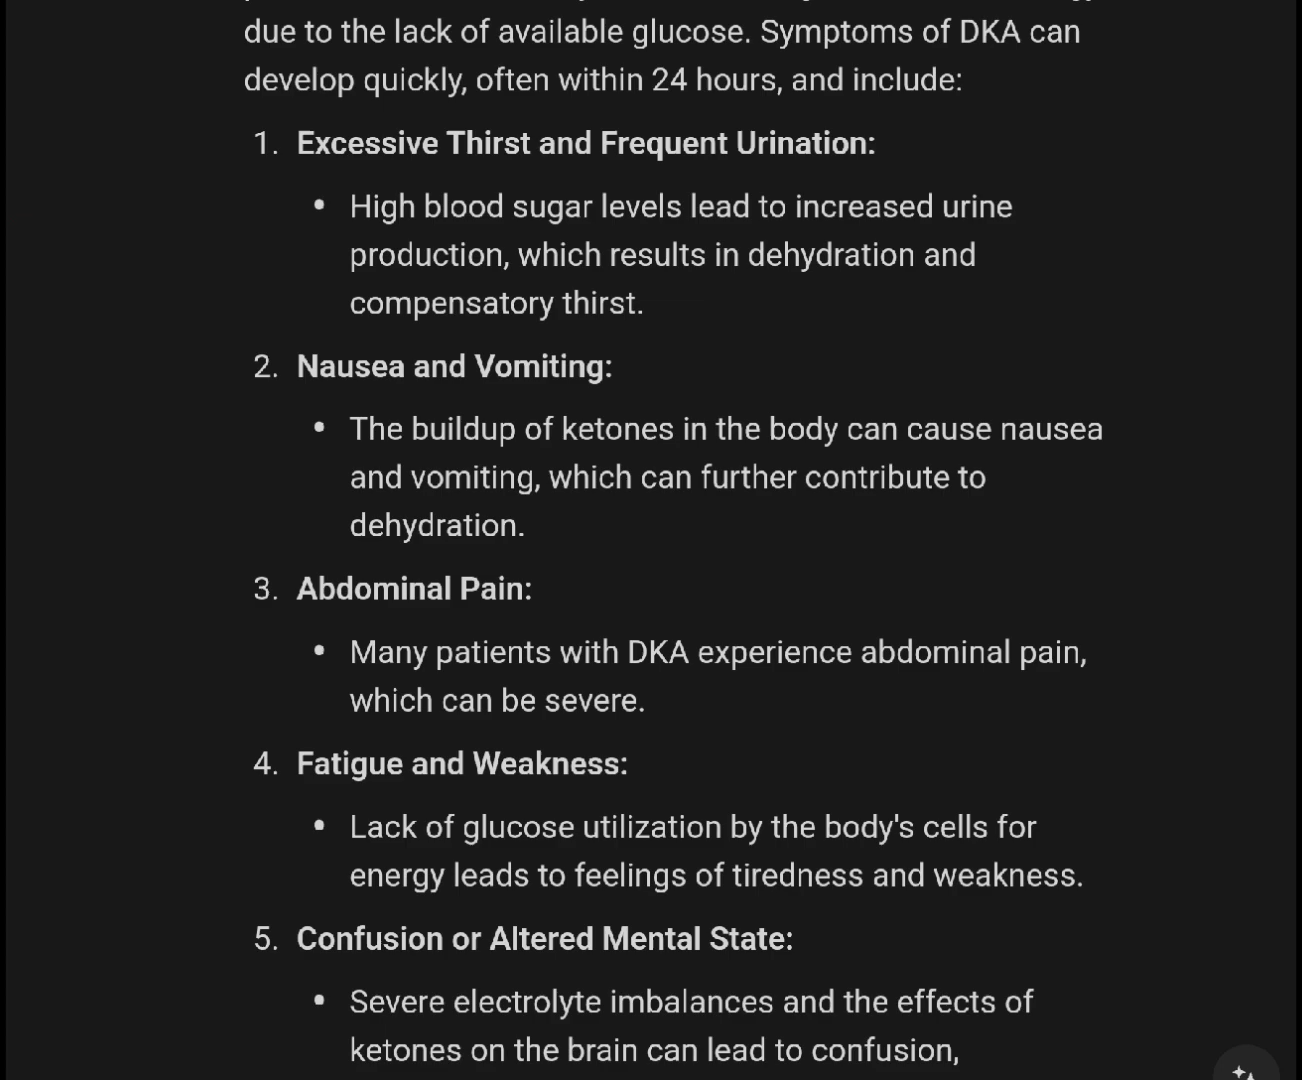 due to the lack of available glucose. Symptoms of DKA can
develop quickly, often within 24 hours, and include:
1. Excessive Thirst and Frequent Urination:
• High blood sugar levels lead to increased urine
production, which results in dehydration and
compensatory thirst.
2. Nausea and Vomiting:
• The buildup of ketones in the body can cause nausea
and vomiting, which can further contribute to
dehydration.
3. Abdominal Pain:
• Many patients with DKA experience abdominal pain,
which can be severe.
4. Fatigue and Weakness:
• Lack of glucose utilization by the body's cells for
energy leads to feelings of tiredness and weakness.
5. Confusion or Altered Mental State:
• Severe electrolyte imbalances and the effects of
ketones on the brain can lead to confusion,